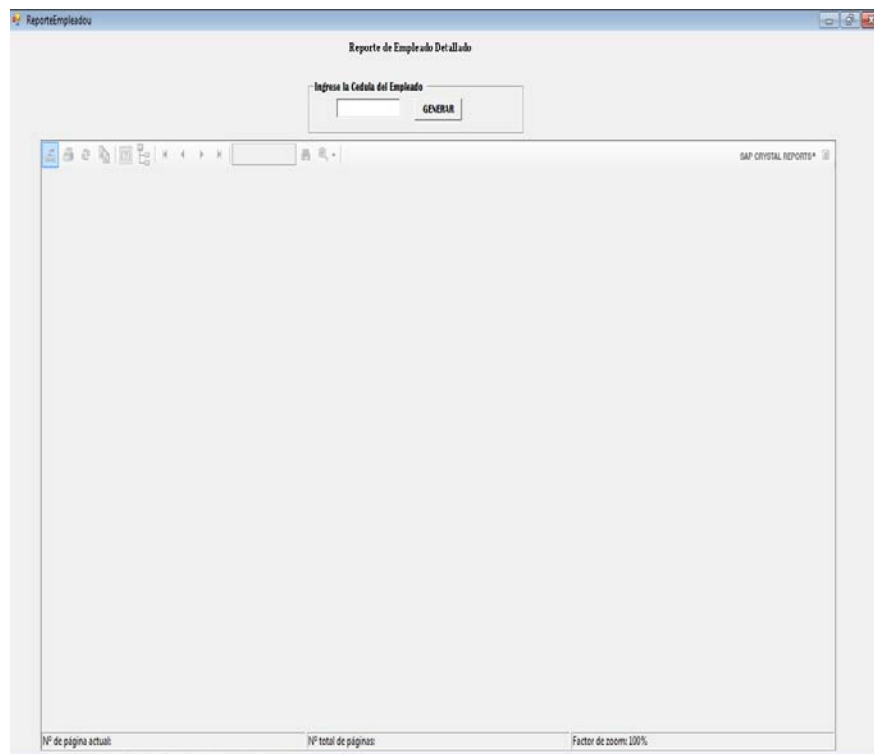 ReporteEmpleadou
Reporte de Empleado Detallado
Ingrese la Cedula del Empleado
GENERAR
SAP CRYSTAL REPORTS®
Nº de página actual: Nº total de páginas: Factor de zoom: 100%